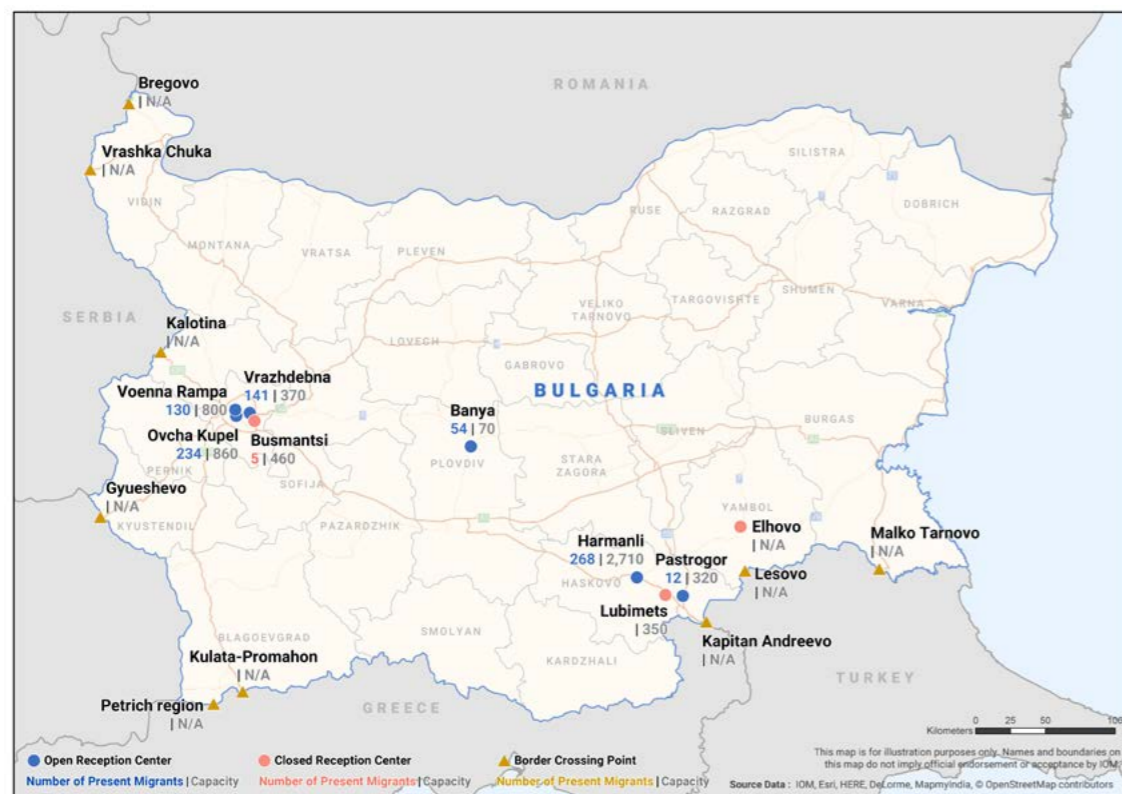 Bregovo
| N/A
ROMANIA
Vrashka Chuka
| N/A
VIDIN
SILISTRA
DOBRICH
RUSE
RAZGRAD
MONTANA
VRATSA
PLEVEN
SHUMEN
TARGOVISHTE
VARNA
VELIKO
TARNOVO
SERBIA
Kalotina
| N/A
LOVECH
GABROVO
Vrazhdebna
141 | 370
Voenna Rampa
130 | 800
BULGARIA
Banya
54 | 70
Ovcha Kupel
234 | 860
Busmantsi
5 | 460
BURGAS
SLIVEN
PERNIK
SOFIJA
PLOVDIV
STARA
ZAGORA
Gyueshevo
| N/A
KYUSTENDIL
PAZARDZHIK
YAMBOL
Elhovo
| N/A
Malko Tarnovo
| N/A
Harmanli
268 | 2,710
Pastrogor
12 | 320
HASKOVO
Lesovo
| N/A
Lubimets
| 350
Kapitan Andreevo
| N/A
BLAGOEVGRAD
SMOLYAN
KARDZHALI
Kulata-Promahon
| N/A
Petrich region
| N/A
GREECE
TURKEY
Kilometers
0 25 50 100
Open Reception Center
Number of Present Migrants | Capacity
Closed Reception Center
Number of Present Migrants | Capacity
Border Crossing Point
Number of Present Migrants | Capacity
This map is for illustration purposes only. Names and boundaries on
this map do not imply official endorsement or acceptance by IOM.
Source Data : IOM, Esri, HERE, DeLorme, MapmyIndia, © OpenStreetMap contributors